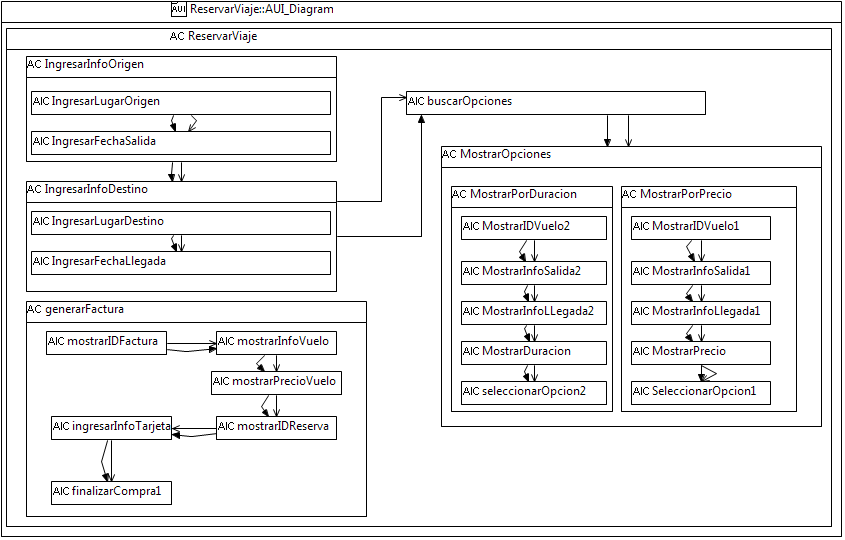 AUI ReservarViaje::AUI_Diagram
AC ReservarViaje
AC IngresarInfoOrigen
AIC IngresarLugarOrigen
AIC IngresarFechaSalida
AC IngresarInfoDestino
AIC IngresarLugarDestino
AIC IngresarFechaLlegada
AIC buscarOpciones
AC MostrarOpciones
AC MostrarPorDuracion
AIC MostrarIDVuelo2
AIC MostrarInfoSalida2
AIC MostrarInfoLLegada2
AIC MostrarDuracion
AIC seleccionarOpcion2
AC MostrarPorPrecio
AIC MostrarIDVuelo1
AIC MostrarInfoSalida1
AIC MostrarInfoLlegada1
AIC MostrarPrecio
AIC SeleccionarOpcion1
AC generarFactura
AIC mostrarIDFactura
AIC mostrarInfoVuelo
AIC mostrarPrecioVuelo
AIC mostrarIDReserva
AIC ingresarInfoTarjeta
AIC finalizarCompra1